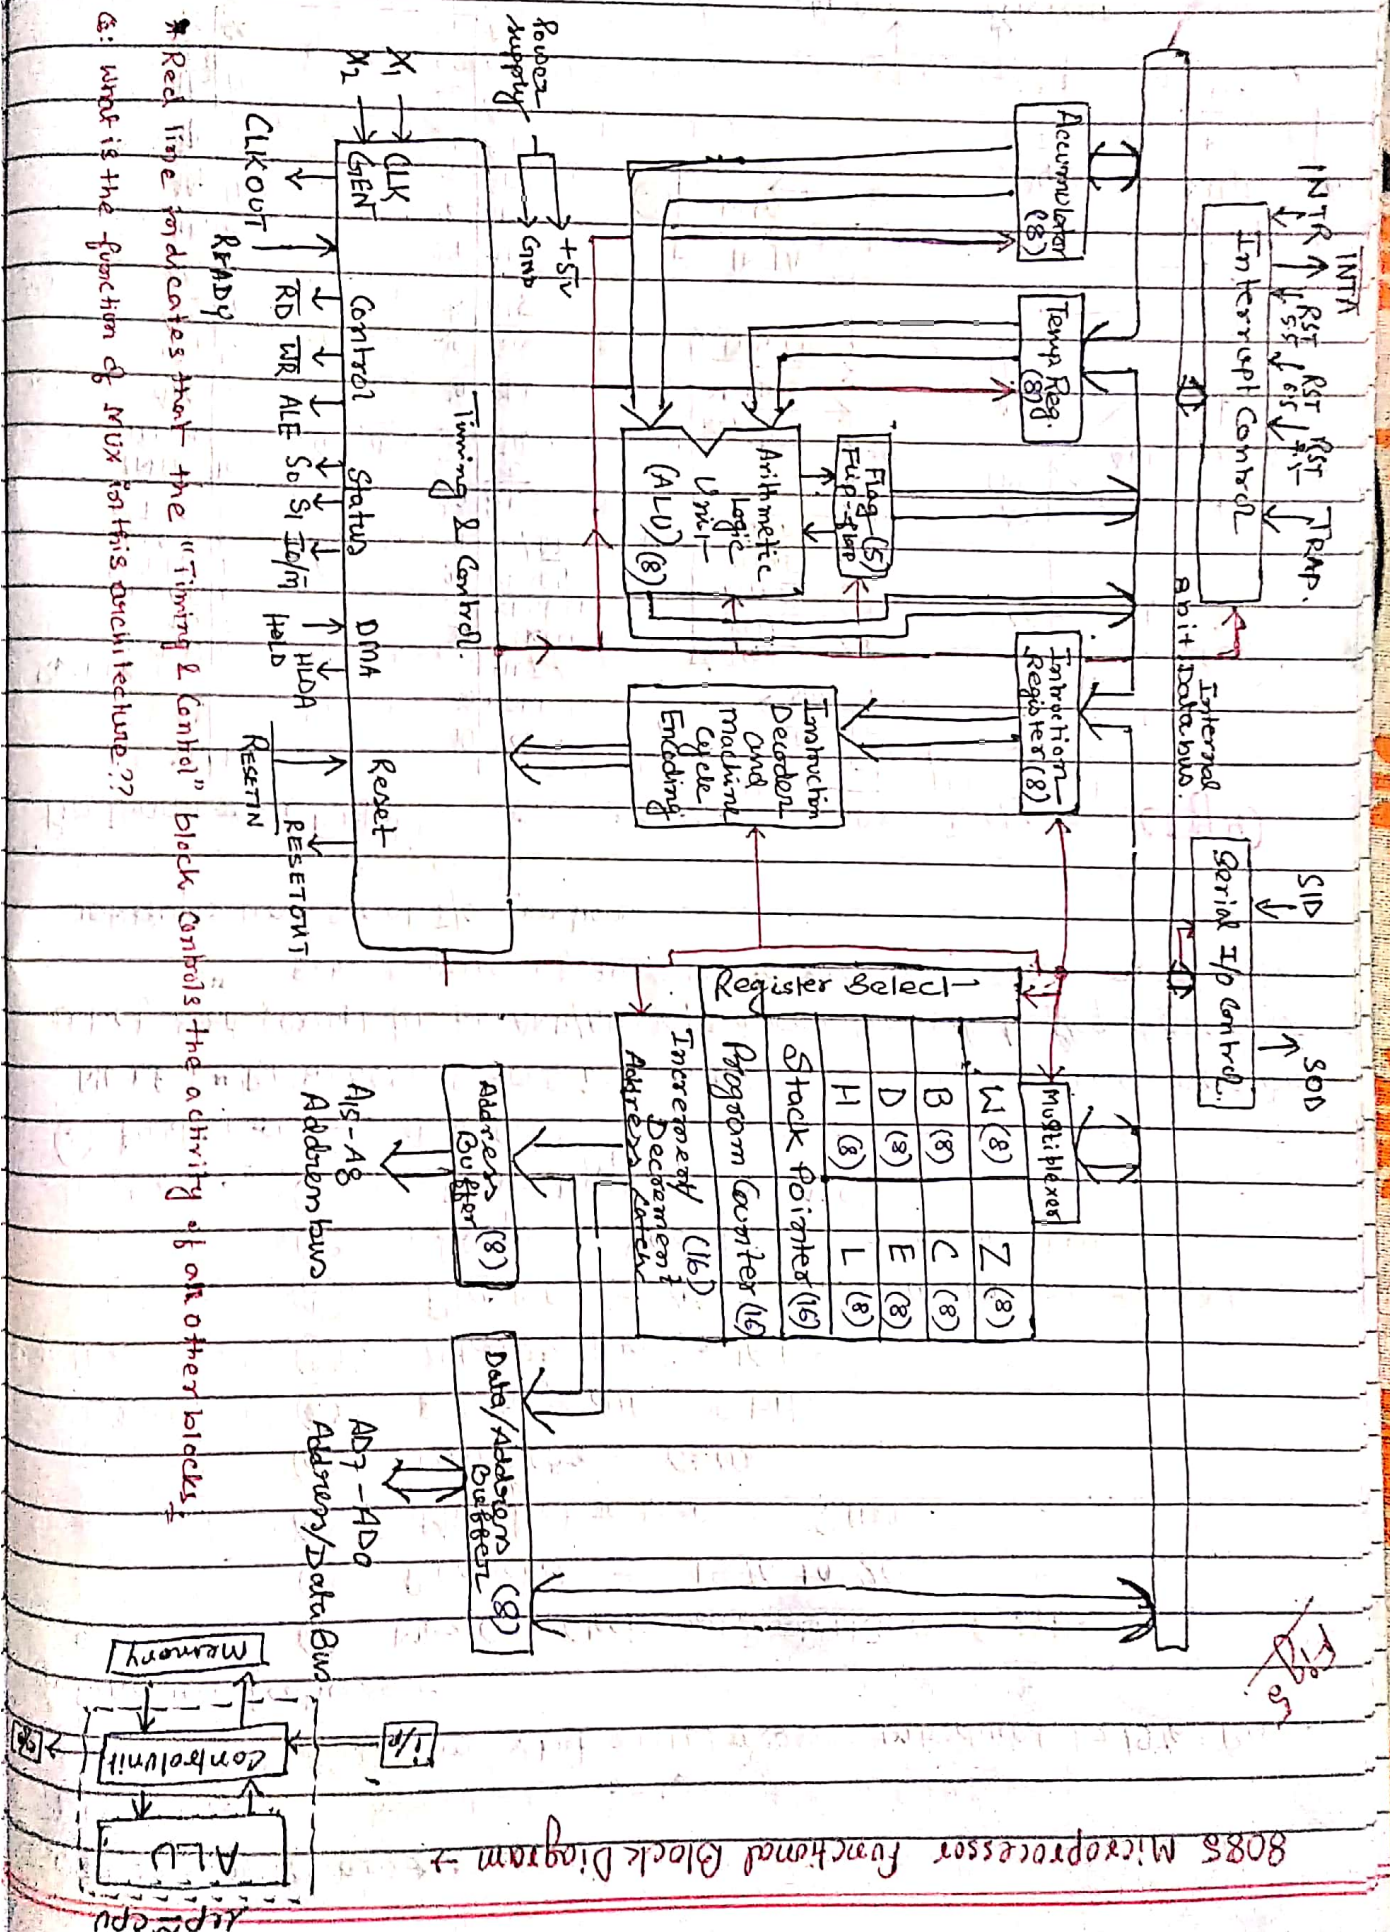 8085 Microprocessor Functional Block Diagram →
Fig 5.
INTR
INTA
RST 5.5
RST 6.5
RST 7.5
TRAP.
Interrupt Control
SID
SOD
Serial I/p Control.
8 bit Internal
Data bus.
Accumulator
(8)
Temp Reg.
(8)
Flag (5)
Flip-flop
Arithmetic
Logic
Unit
(ALU) (8)
Intruction
Register (8)
Instruction
Decoder
and
Machine
cycle
Encoding
Multiplexer
Register Select
W (8) Z (8)
B (8) C (8)
D (8) E (8)
H (8) L (8)
Stack Pointer (16)
Program Counter (16)
Increment/ (16)
Decrement
Address Latch
Power
supply
+5V
GND
X1
X2
CLK
GEN
Timing & Control.
Control
Status
DMA
Reset
CLKOUT
READY
RD
WR
ALE
S0
S1
IO/M
HOLD
HLDA
RESETIN
RESETOUT
Address (8)
Buffer
A15-A8
Address bus
Data/Address (8)
Buffer
AD7-AD0
Address/Data Bus
* Red line indicates that the "Timing & Control" block controls the activity of all other blocks.
Q: What is the function of MUX in this architecture??
Memory
I/P
Control unit
ALU
CPU